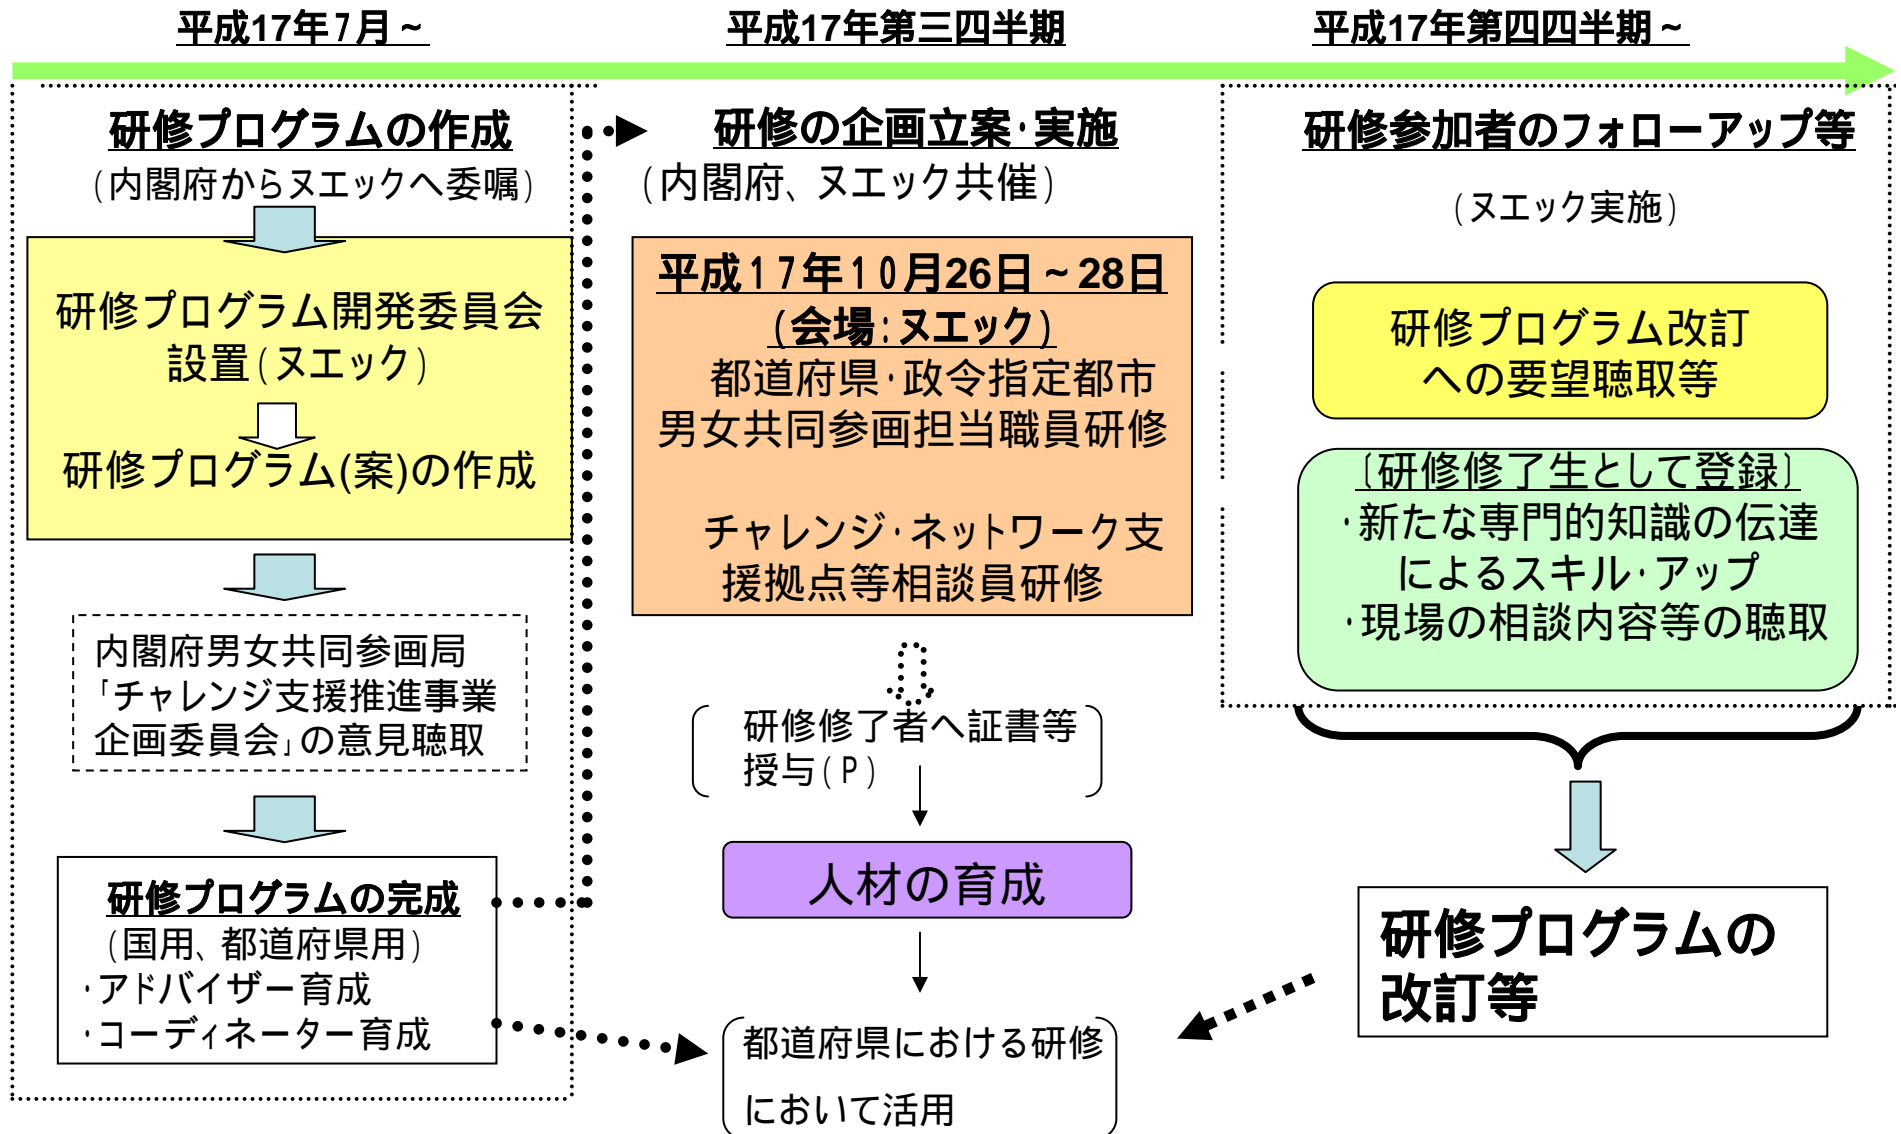 平成17年7月～
平成17年第三四半期
平成17年第四四半期～
研修プログラムの作成
(内閣府からヌエックへ委嘱)
研修プログラム開発委員会
設置(ヌエック)
研修プログラム(案)の作成
内閣府男女共同参画局
「チャレンジ支援推進事業
企画委員会」の意見聴取
研修プログラムの完成
(国用、都道府県用)
・アドバイザー育成
・コーディネーター育成
研修の企画立案・実施
(内閣府、ヌエック共催)
平成17年10月26日～28日
(会場:ヌエック)
都道府県・政令指定都市
男女共同参画担当職員研修
チャレンジ・ネットワーク支
援拠点等相談員研修
研修修了者へ証書等
授与(P)
人材の育成
都道府県における研修
において活用
研修参加者のフォローアップ等
(ヌエック実施)
研修プログラム改訂
への要望聴取等
〔研修修了生として登録〕
・新たな専門的知識の伝達
によるスキル・アップ
・現場の相談内容等の聴取
研修プログラムの
改訂等